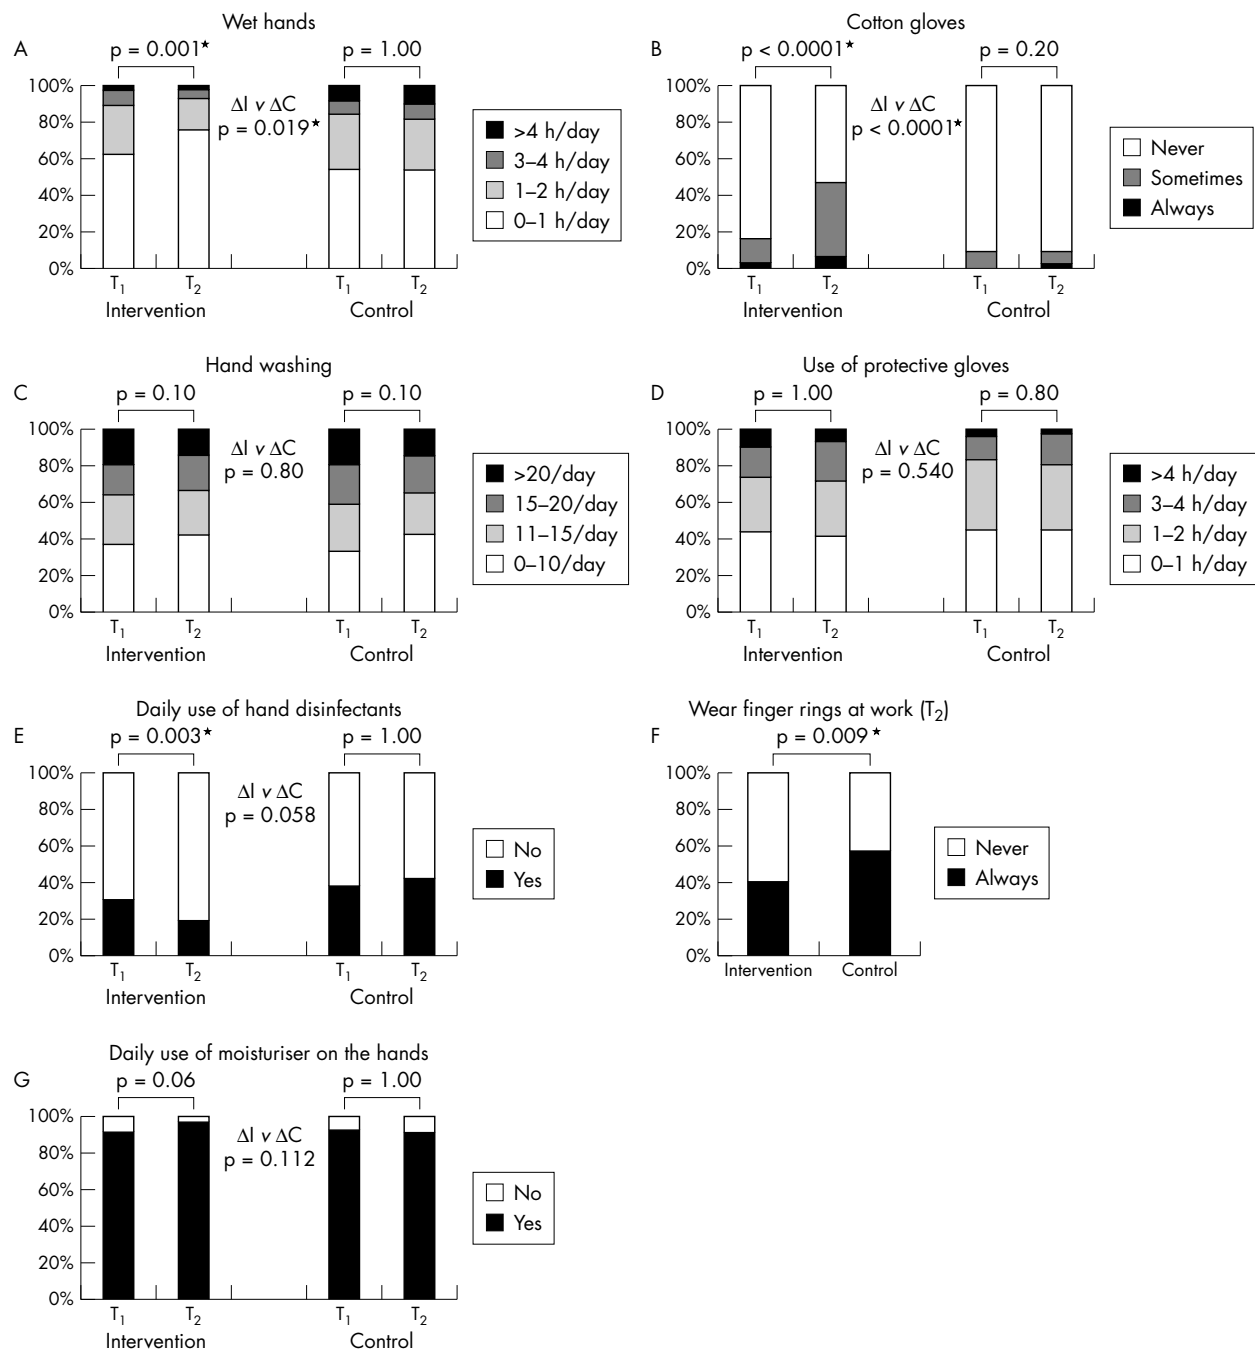 Wet hands
A
p = 0.001★
p = 1.00
100%
80%
60%
40%
20%
0%
ΔI v ΔC
p = 0.019★
>4 h/day
3–4 h/day
1–2 h/day
0–1 h/day
T1 T2 T1 T2
Intervention Control
Cotton gloves
B
p < 0.0001★
p = 0.20
100%
80%
60%
40%
20%
0%
ΔI v ΔC
p < 0.0001★
Never
Sometimes
Always
T1 T2 T1 T2
Intervention Control
Hand washing
C
p = 0.10
p = 0.10
100%
80%
60%
40%
20%
0%
ΔI v ΔC
p = 0.80
>20/day
15–20/day
11–15/day
0–10/day
T1 T2 T1 T2
Intervention Control
Use of protective gloves
D
p = 1.00
p = 0.80
100%
80%
60%
40%
20%
0%
ΔI v ΔC
p = 0.540
>4 h/day
3–4 h/day
1–2 h/day
0–1 h/day
T1 T2 T1 T2
Intervention Control
Daily use of hand disinfectants
E
p = 0.003★
p = 1.00
100%
80%
60%
40%
20%
0%
ΔI v ΔC
p = 0.058
No
Yes
T1 T2 T1 T2
Intervention Control
Wear finger rings at work (T2)
F
p = 0.009★
100%
80%
60%
40%
20%
0%
Never
Always
Intervention Control
Daily use of moisturiser on the hands
G
p = 0.06
p = 1.00
100%
80%
60%
40%
20%
0%
ΔI v ΔC
p = 0.112
No
Yes
T1 T2 T1 T2
Intervention Control